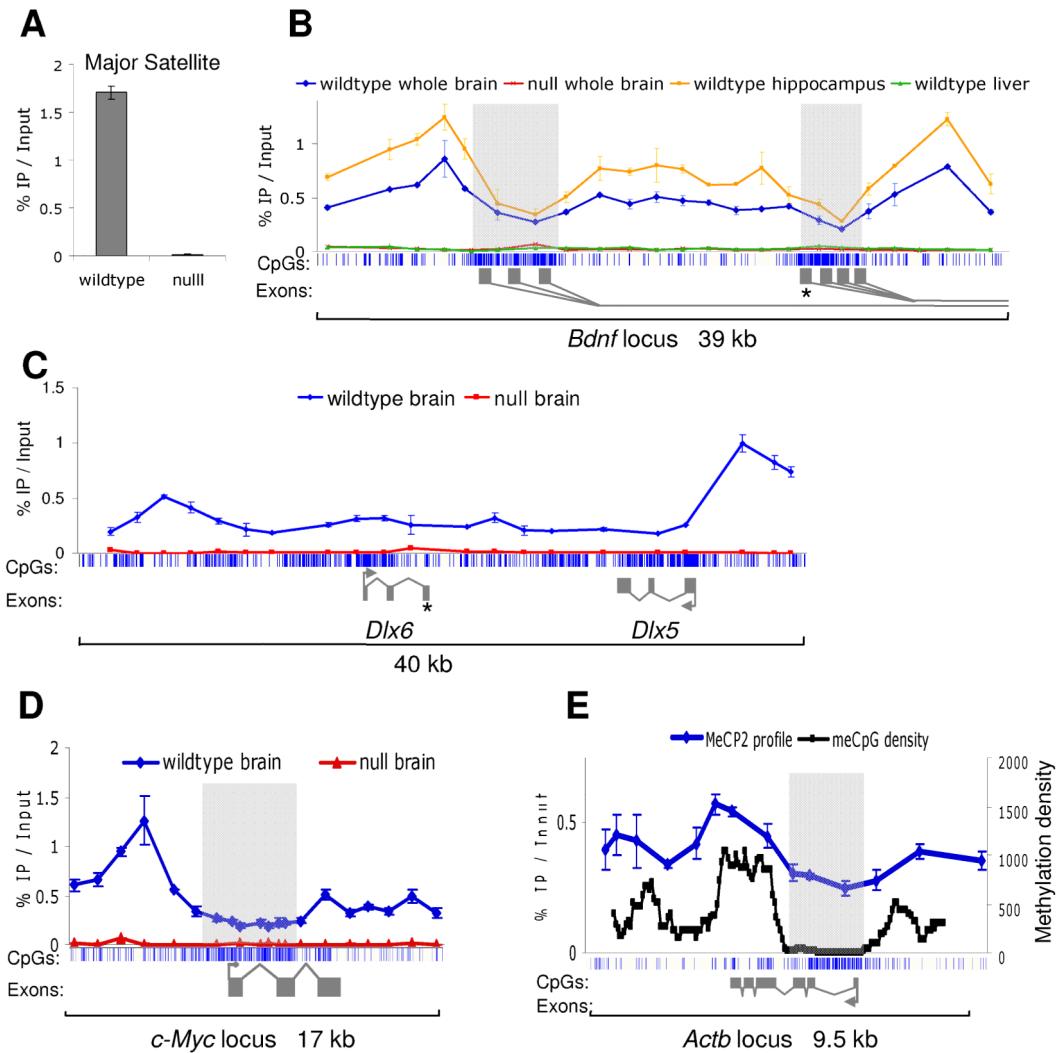 A
Major Satellite
% IP / Input
2
1.5
1
0.5
0
wildtype
nulll
B
wildtype whole brain
null whole brain
wildtype hippocampus
wildtype liver
% IP / Input
1
0.5
0
CpGs:
Exons:
*
Bdnf locus 39 kb
C
wildtype brain
null brain
% IP / Input
1.5
1
0.5
0
CpGs:
Exons:
*
Dlx6
Dlx5
40 kb
D
wildtype brain
null brain
% IP / Input
2
1.5
1
0.5
0
CpGs:
Exons:
c-Myc locus 17 kb
E
MeCP2 profile
meCpG density
% IP / Input
0.5
0
2000
1500
1000
500
0
Methylation density
CpGs:
Exons:
Actb locus 9.5 kb